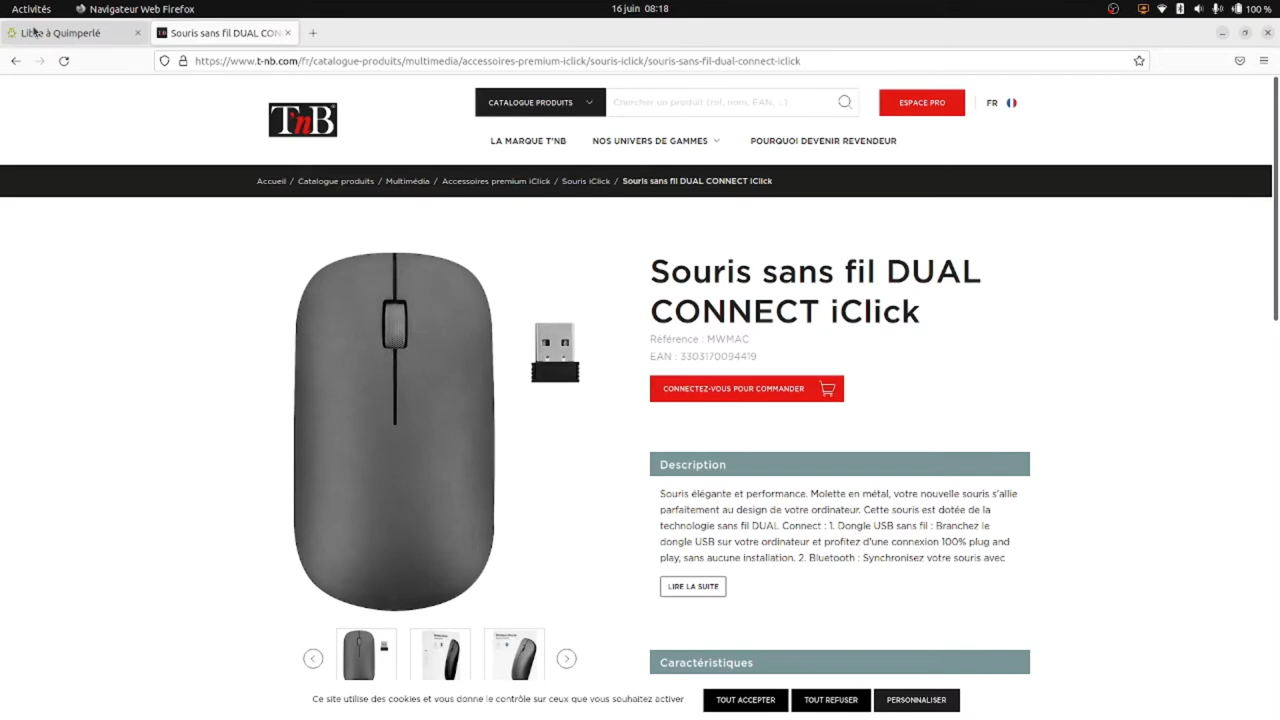 Activités
Navigateur Web Firefox
16 juin 08:18
100 %
Libre à Quimperlé
Souris sans fil DUAL CON
https://www.t-nb.com/fr/catalogue-produits/multimedia/accessoires-premium-iclick/souris-iclick/souris-sans-fil-dual-connect-iclick
T'nB
CATALOGUE PRODUITS
Chercher un produit (réf, nom, EAN, ...)
ESPACE PRO
FR
LA MARQUE T'NB
NOS UNIVERS DE GAMMES
POURQUOI DEVENIR REVENDEUR
Accueil / Catalogue produits / Multimédia / Accessoires premium iClick / Souris iClick / Souris sans fil DUAL CONNECT iClick
Souris sans fil DUAL
CONNECT iClick
Référence : MWMAC
EAN : 3303170094419
CONNECTEZ-VOUS POUR COMMANDER
Description
Souris élégante et performance. Molette en métal, votre nouvelle souris s'allie
parfaitement au design de votre ordinateur. Cette souris est dotée de la
technologie sans fil DUAL Connect : 1. Dongle USB sans fil : Branchez le
dongle USB sur votre ordinateur et profitez d'une connexion 100% plug and
play, sans aucune installation. 2. Bluetooth : Synchronisez votre souris avec
LIRE LA SUITE
Caractéristiques
Ce site utilise des cookies et vous donne le contrôle sur ceux que vous souhaitez activer
TOUT ACCEPTER
TOUT REFUSER
PERSONNALISER